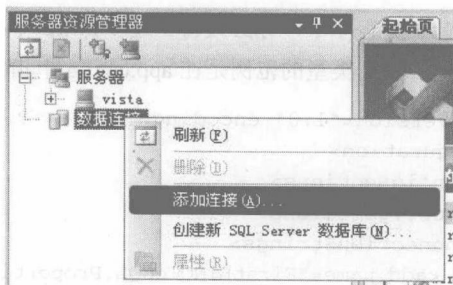 服务器资源管理器
起始页
服务器
vista
数据连接
刷新(F)
删除(D)
添加连接(A)...
创建新 SQL Server 数据库(N)...
属性(R)